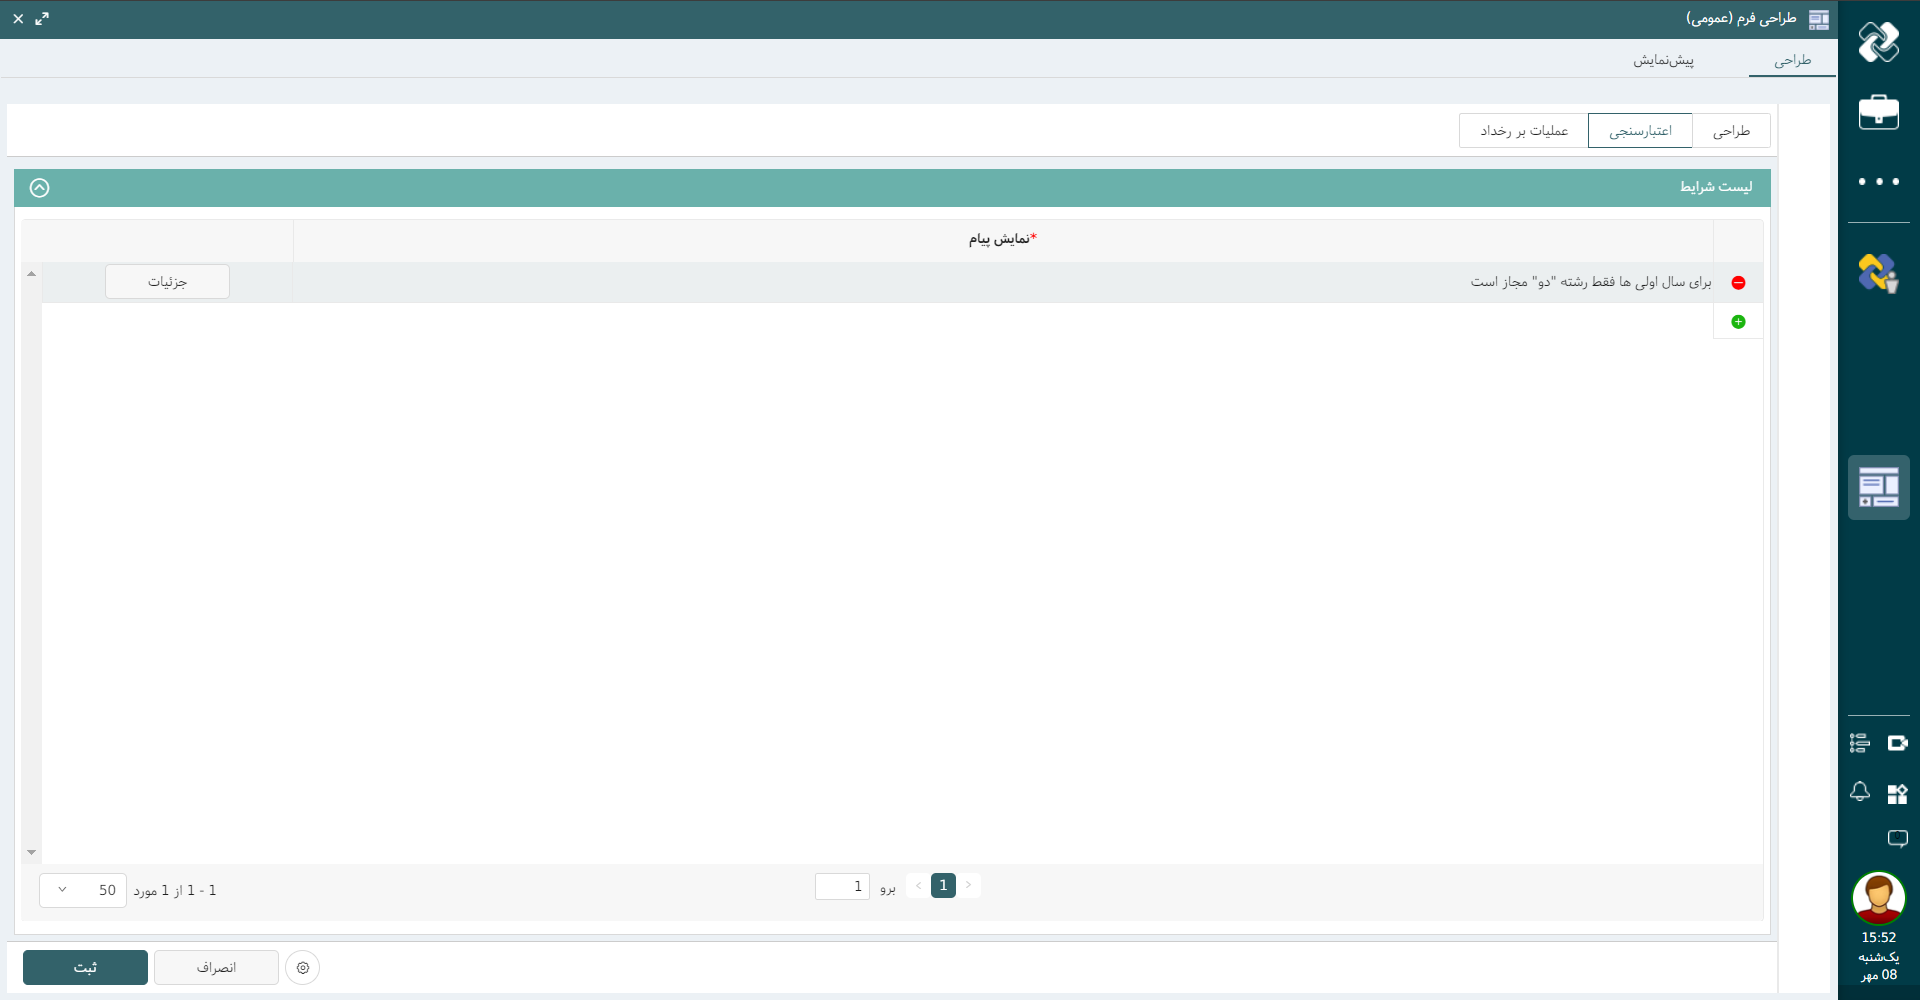 طراحی فرم (عمومی)
طراحی
پیش‌نمایش
طراحی
اعتبارسنجی
عملیات بر رخداد
لیست شرایط
*نمایش پیام
برای سال اولی ها فقط رشته "دو" مجاز است
جزئیات
برو
1
1
1 - 1 از 1 مورد
50
ثبت
انصراف
15:52
یک‌شنبه
08 مهر